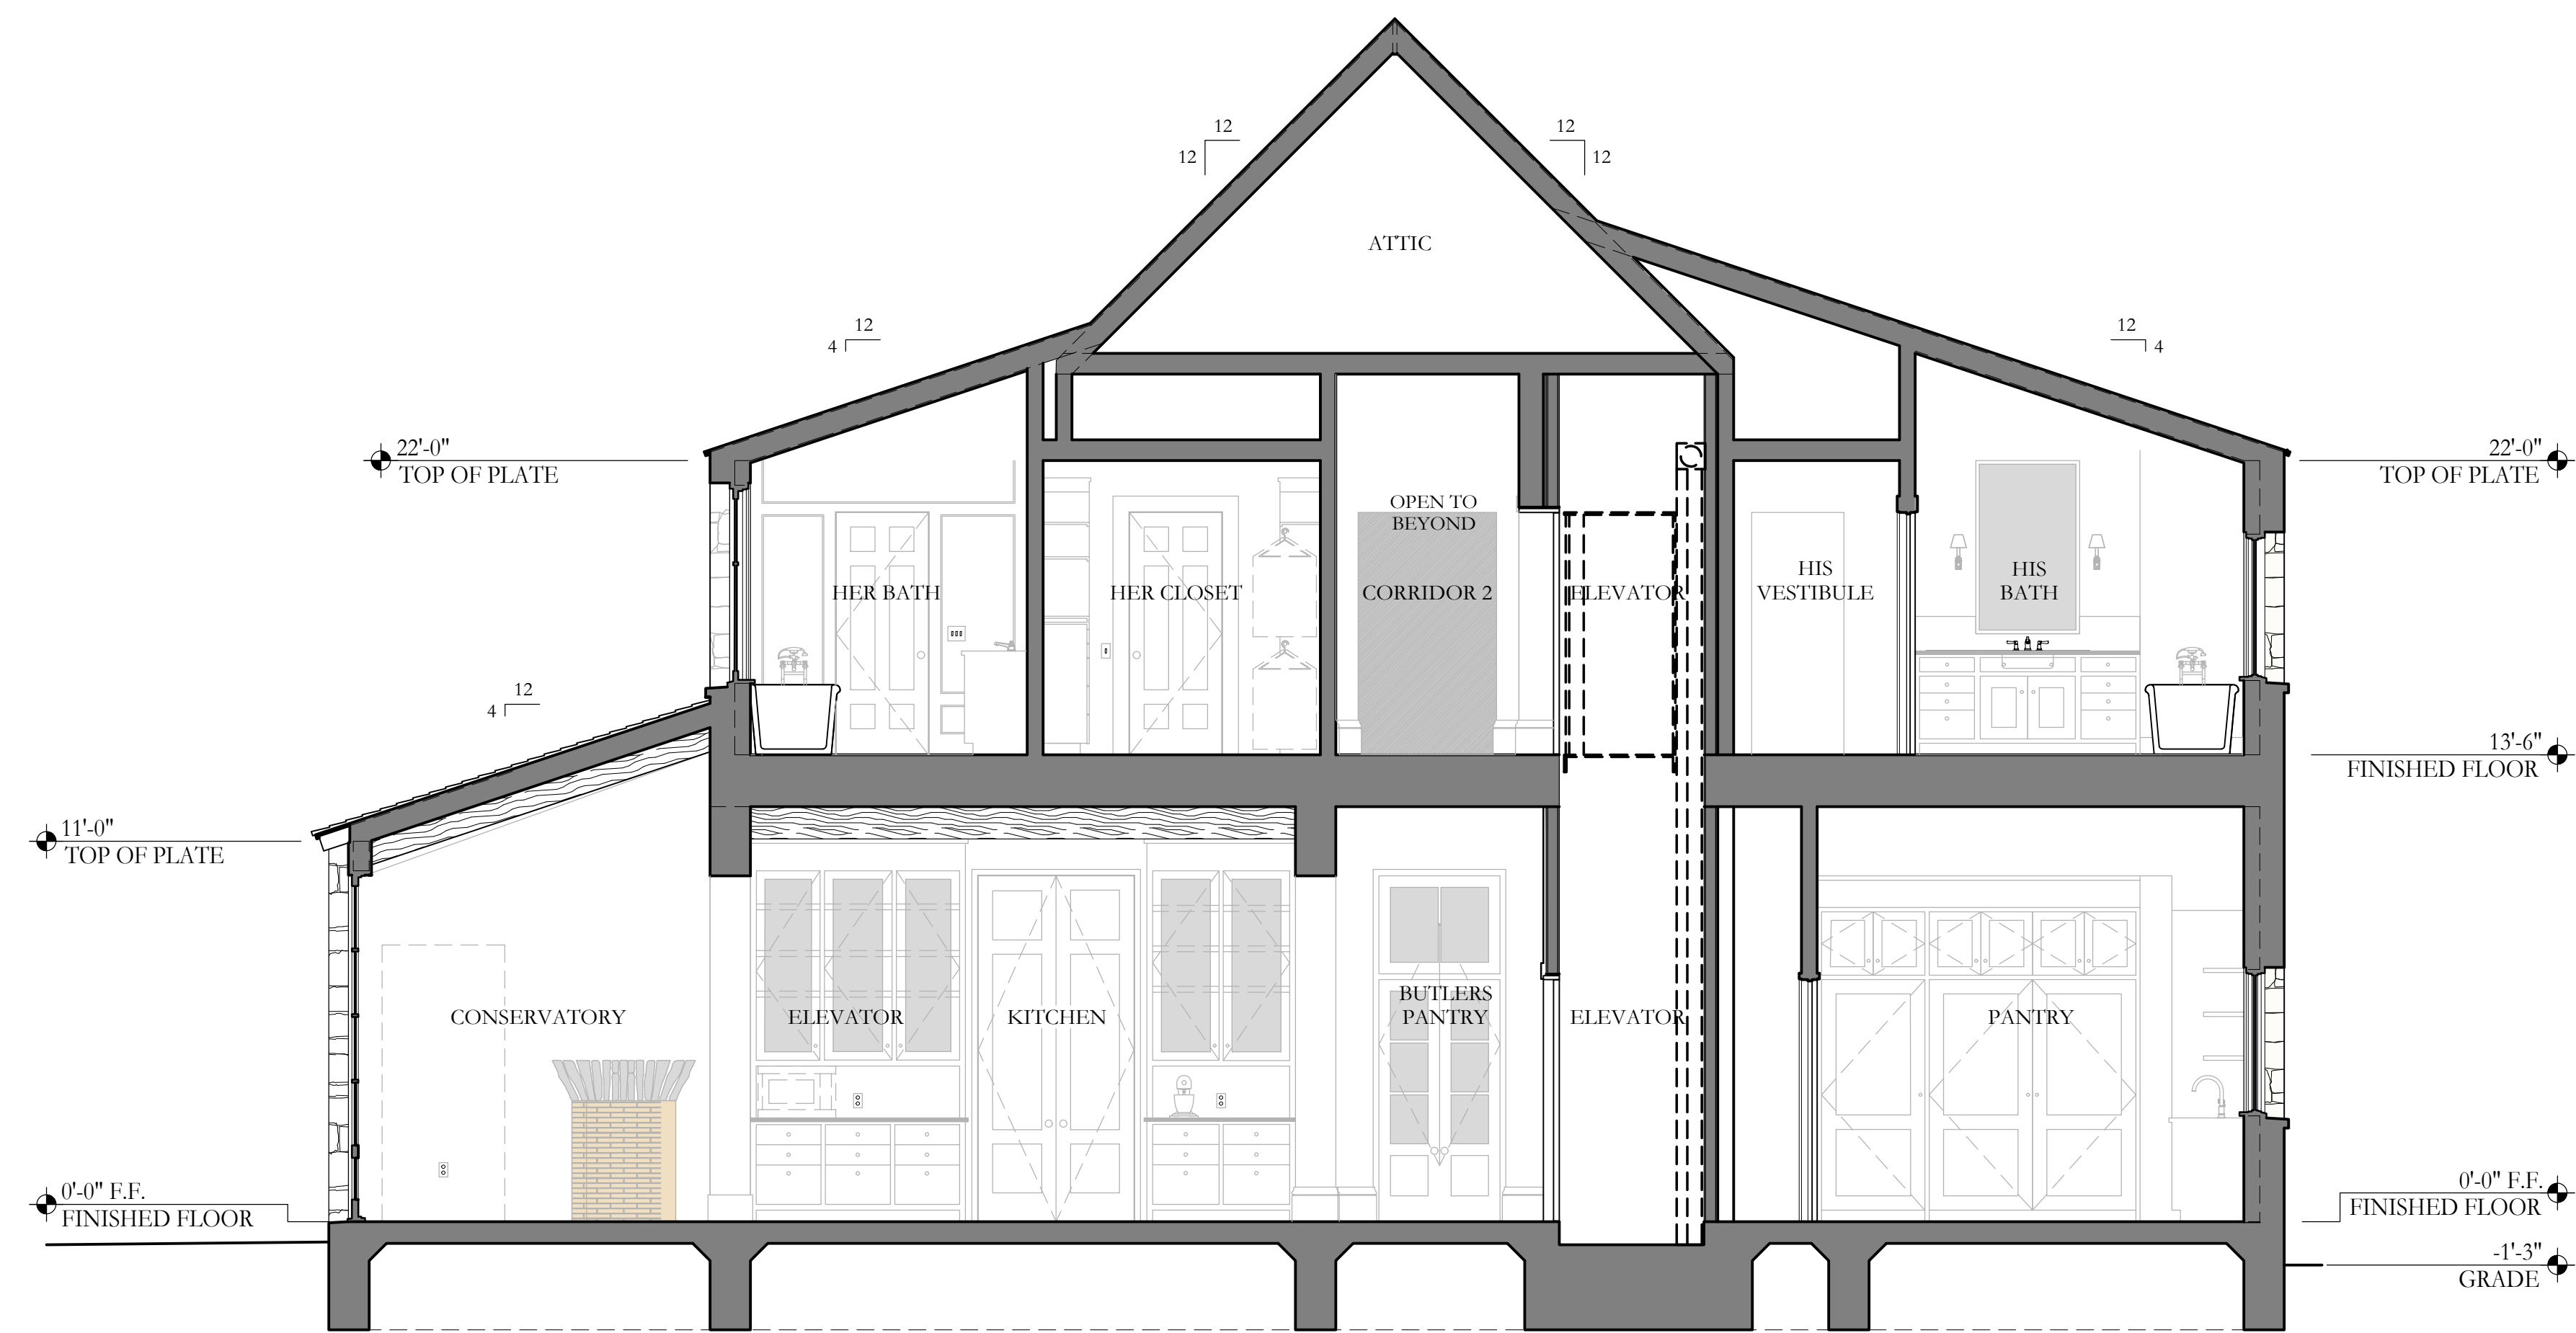 12
12
12
12
ATTIC
12
4
12
4
22'-0"
TOP OF PLATE
22'-0"
TOP OF PLATE
OPEN TO
BEYOND
HER BATH
HER CLOSET
CORRIDOR 2
ELEVATOR
HIS
VESTIBULE
HIS
BATH
12
4
13'-6"
FINISHED FLOOR
11'-0"
TOP OF PLATE
CONSERVATORY
ELEVATOR
KITCHEN
BUTLERS
PANTRY
ELEVATOR
PANTRY
0'-0" F.F.
FINISHED FLOOR
0'-0" F.F.
FINISHED FLOOR
-1'-3"
GRADE